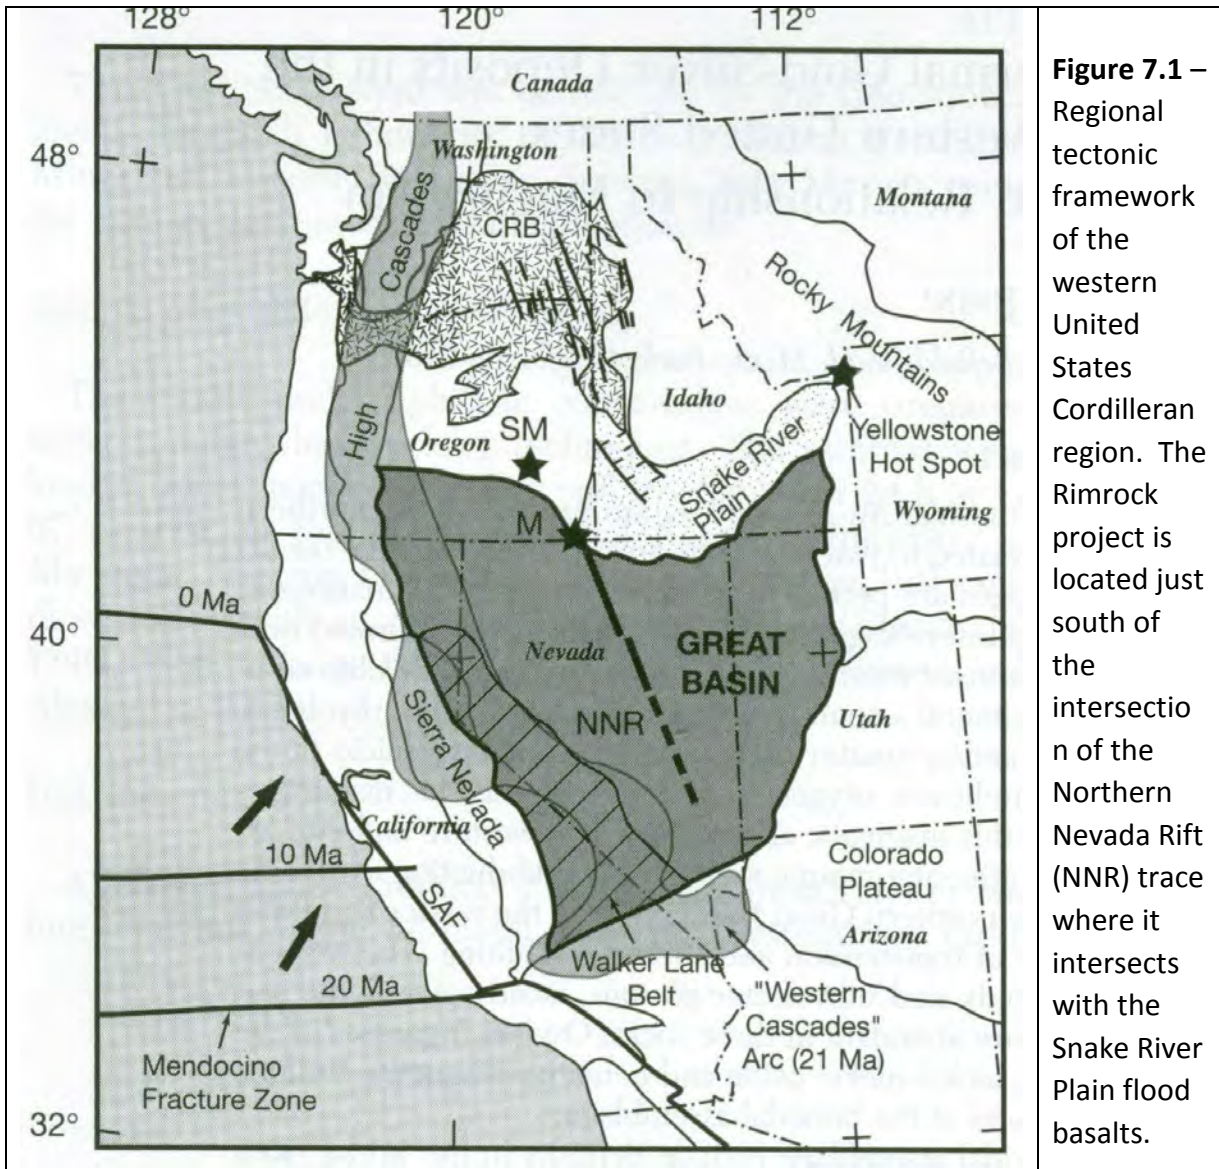 128°
120°
112°
Canada
48°
Washington
Montana
Cascades
CRB
Rocky Mountains
Idaho
High
Oregon
SM
Yellowstone
Hot Spot
Snake River
Plain
Wyoming
M
0 Ma
40°
Nevada
GREAT
BASIN
Sierra Nevada
NNR
Utah
California
10 Ma
Colorado
Plateau
SAF
Arizona
Walker Lane
Belt
20 Ma
"Western
Cascades"
Arc (21 Ma)
Mendocino
Fracture Zone
32°
Figure 7.1 –
Regional
tectonic
framework
of the
western
United
States
Cordilleran
region. The
Rimrock
project is
located just
south of
the
intersectio
n of the
Northern
Nevada Rift
(NNR) trace
where it
intersects
with the
Snake River
Plain flood
basalts.